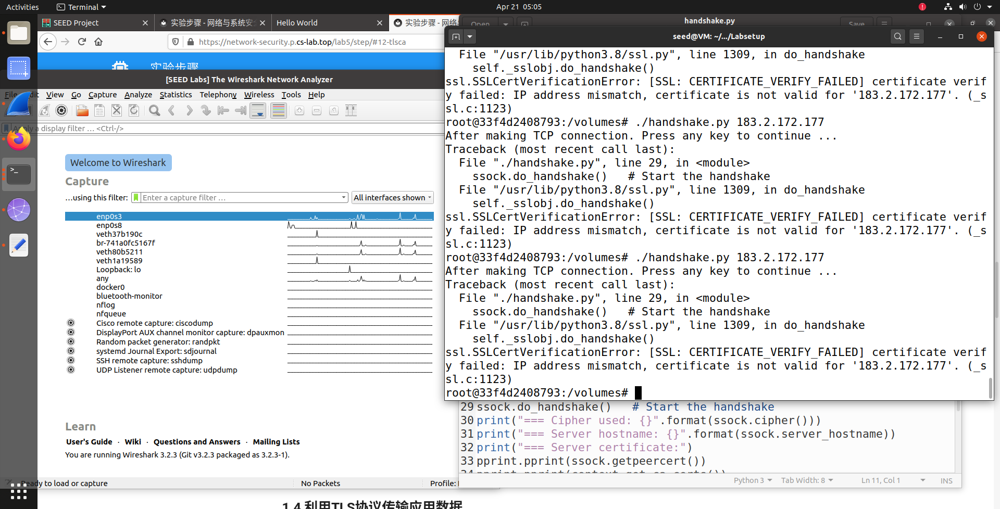 Activities
Terminal
Apr 21 05:05
SEED Project
实验步骤 - 网络与系统安全
Hello World
实验步骤 - 网络
Open
handshake.py
Save
https://network-security.p.cs-lab.top/lab5/step/#12-tlsca
实验步骤
[SEED Labs] The Wireshark Network Analyzer
File Edit View Go Capture Analyze Statistics Telephony Wireless Tools Help
Apply a display filter … <Ctrl-/>
Welcome to Wireshark
Capture
…using this filter:
Enter a capture filter …
All interfaces shown
enp0s3
enp0s8
veth37b190c
br-741a0fc5167f
veth80b5211
veth1a19589
Loopback: lo
any
docker0
bluetooth-monitor
nflog
nfqueue
Cisco remote capture: ciscodump
DisplayPort AUX channel monitor capture: dpauxmon
Random packet generator: randpkt
systemd Journal Export: sdjournal
SSH remote capture: sshdump
UDP Listener remote capture: udpdump
Learn
User's Guide · Wiki · Questions and Answers · Mailing Lists
You are running Wireshark 3.2.3 (Git v3.2.3 packaged as 3.2.3-1).
Ready to load or capture
No Packets
Profile:
seed@VM: ~/.../Labsetup
File "/usr/lib/python3.8/ssl.py", line 1309, in do_handshake
self._sslobj.do_handshake()
ssl.SSLCertVerificationError: [SSL: CERTIFICATE_VERIFY_FAILED] certificate verif
y failed: IP address mismatch, certificate is not valid for '183.2.172.177'. (_s
sl.c:1123)
root@33f4d2408793:/volumes# ./handshake.py 183.2.172.177
After making TCP connection. Press any key to continue ...
Traceback (most recent call last):
File "./handshake.py", line 29, in <module>
ssock.do_handshake()   # Start the handshake
File "/usr/lib/python3.8/ssl.py", line 1309, in do_handshake
self._sslobj.do_handshake()
ssl.SSLCertVerificationError: [SSL: CERTIFICATE_VERIFY_FAILED] certificate verif
y failed: IP address mismatch, certificate is not valid for '183.2.172.177'. (_s
sl.c:1123)
root@33f4d2408793:/volumes# ./handshake.py 183.2.172.177
After making TCP connection. Press any key to continue ...
Traceback (most recent call last):
File "./handshake.py", line 29, in <module>
ssock.do_handshake()   # Start the handshake
File "/usr/lib/python3.8/ssl.py", line 1309, in do_handshake
self._sslobj.do_handshake()
ssl.SSLCertVerificationError: [SSL: CERTIFICATE_VERIFY_FAILED] certificate verif
y failed: IP address mismatch, certificate is not valid for '183.2.172.177'. (_s
sl.c:1123)
root@33f4d2408793:/volumes#
29 ssock.do_handshake()   # Start the handshake
30 print("=== Cipher used: {}".format(ssock.cipher()))
31 print("=== Server hostname: {}".format(ssock.server_hostname))
32 print("=== Server certificate:")
33 pprint.pprint(ssock.getpeercert())
34 pprint.pprint(context.get_ca_certs())
Python 3
Tab Width: 8
Ln 11, Col 1
INS
1.4 利用TLS协议传输应用数据